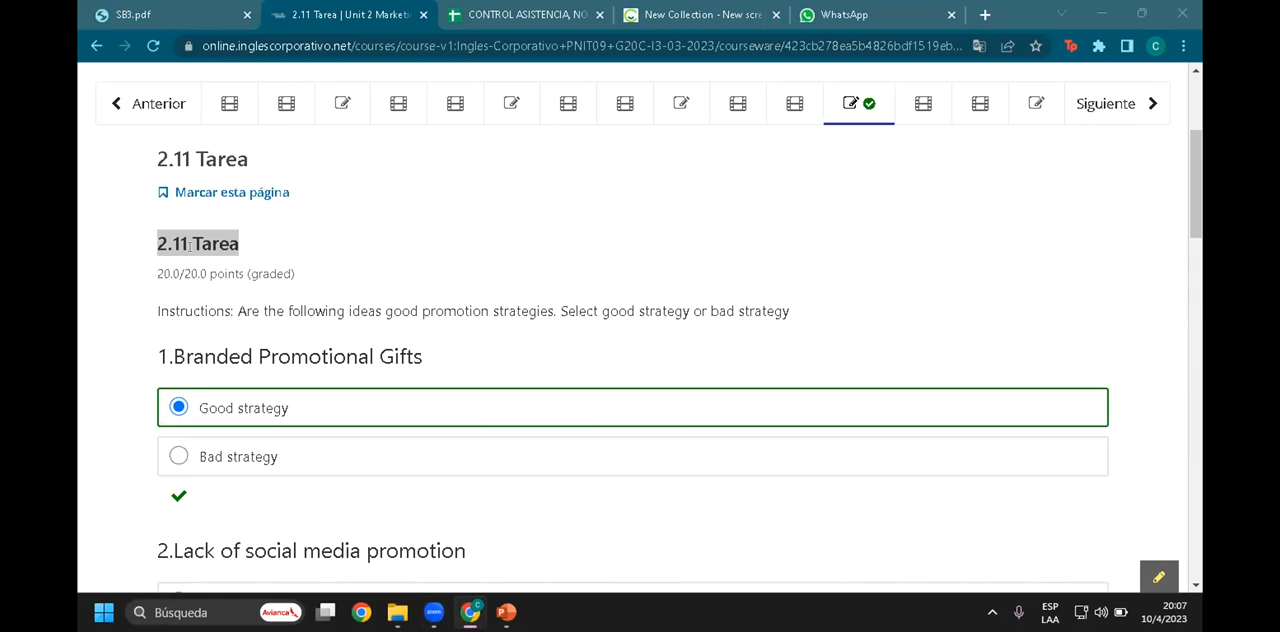 SB3.pdf
2.11 Tarea | Unit 2 Marketi
CONTROL ASISTENCIA, NO
New Collection - New scre
WhatsApp
online.inglescorporativo.net/courses/course-v1:Ingles-Corporativo+PNIT09+G20C-I3-03-2023/courseware/423cb278ea5b4826bdf1519eb...
Tp
C
Anterior
Siguiente
2.11 Tarea
Marcar esta página
2.11 Tarea
20.0/20.0 points (graded)
Instructions: Are the following ideas good promotion strategies. Select good strategy or bad strategy
1.Branded Promotional Gifts
Good strategy
Bad strategy
2.Lack of social media promotion
Búsqueda
Avianca
zoom
ESP
LAA
20:07
10/4/2023